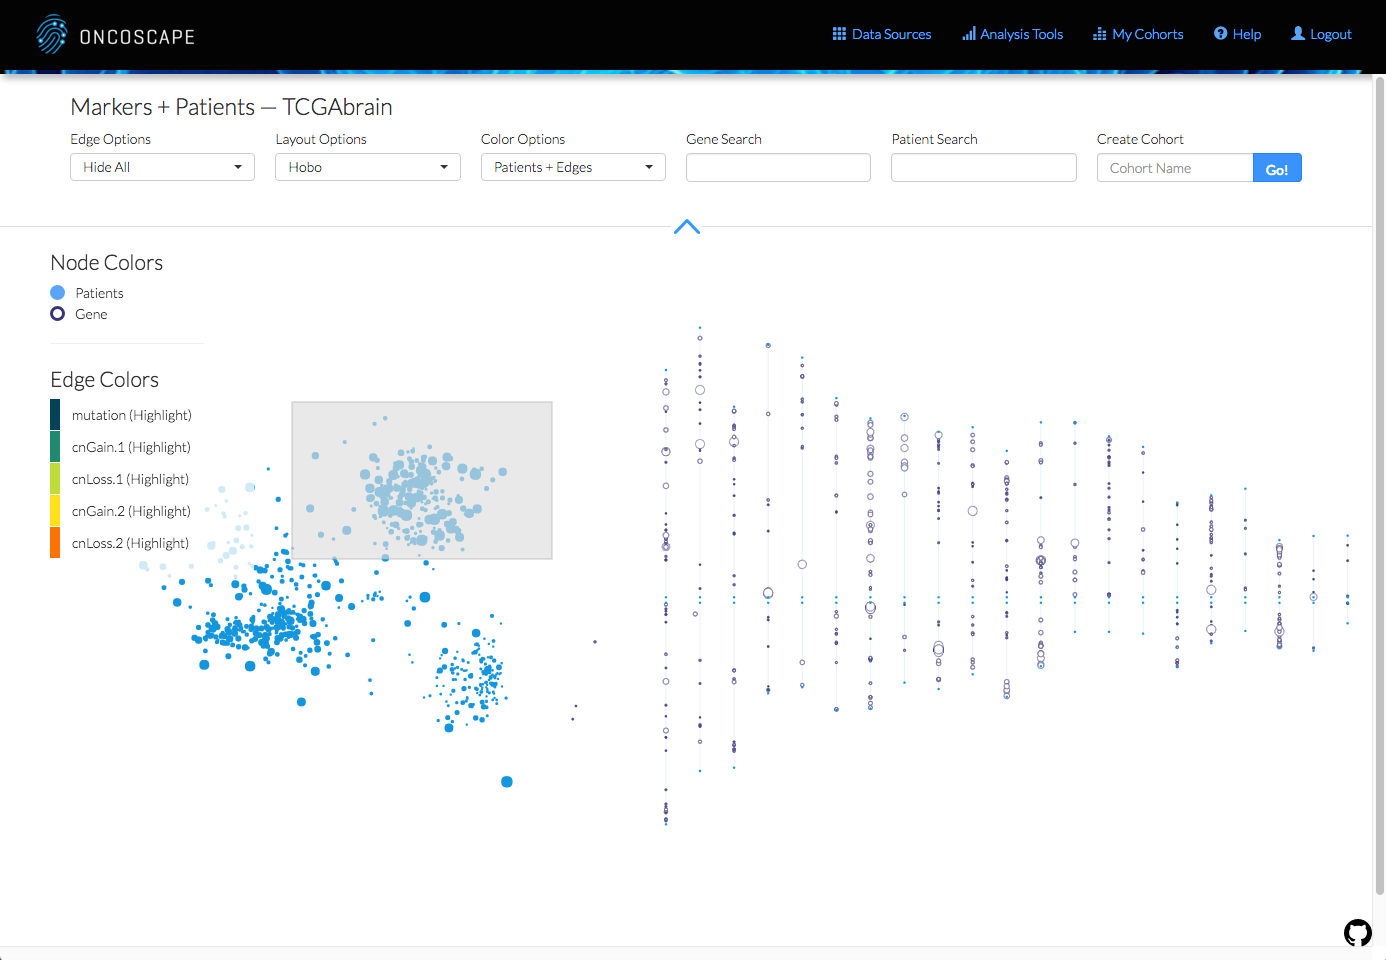 ONCOSCAPE
Data Sources
Analysis Tools
My Cohorts
Help
Logout
Markers + Patients — TCGAbrain
Edge Options
Layout Options
Color Options
Gene Search
Patient Search
Create Cohort
Hide All
Hobo
Patients + Edges
Cohort Name
Go!
Node Colors
Patients
Gene
Edge Colors
mutation (Highlight)
cnGain.1 (Highlight)
cnLoss.1 (Highlight)
cnGain.2 (Highlight)
cnLoss.2 (Highlight)